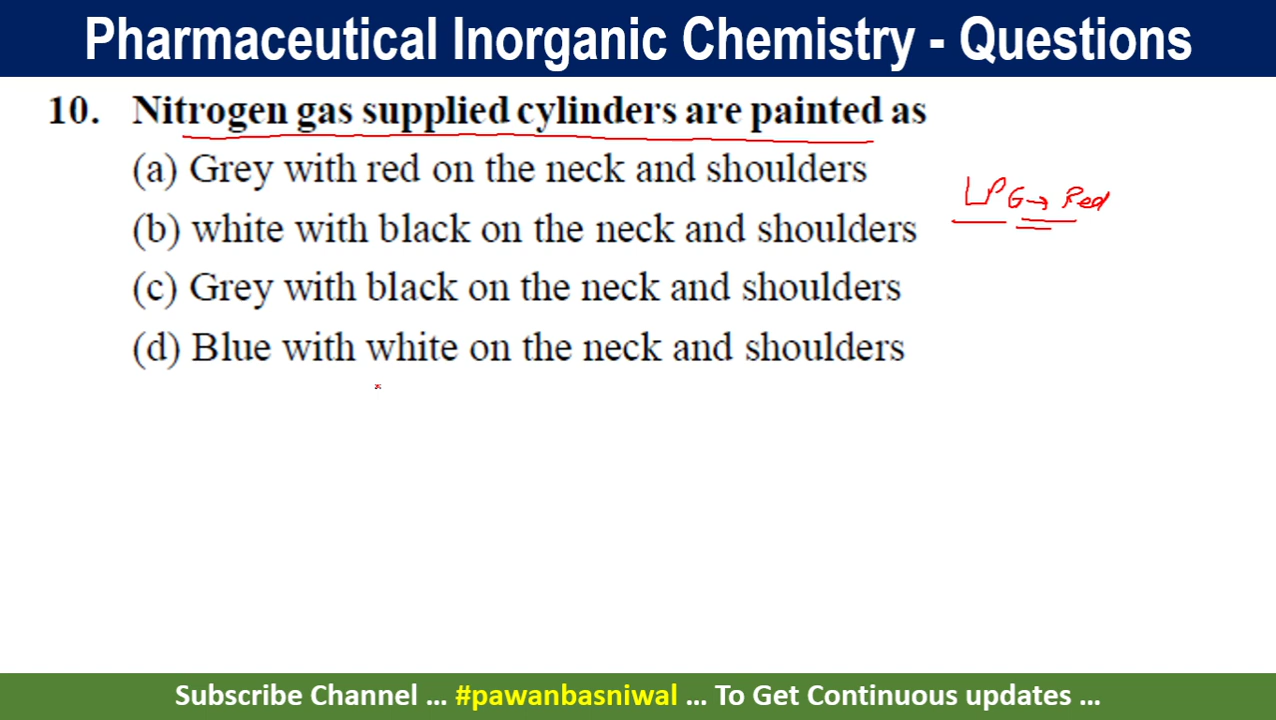 Pharmaceutical Inorganic Chemistry - Questions
10. Nitrogen gas supplied cylinders are painted as
(a) Grey with red on the neck and shoulders
LPG → Red
(b) white with black on the neck and shoulders
(c) Grey with black on the neck and shoulders
(d) Blue with white on the neck and shoulders
Subscribe Channel ... #pawanbasniwal ... To Get Continuous updates ...